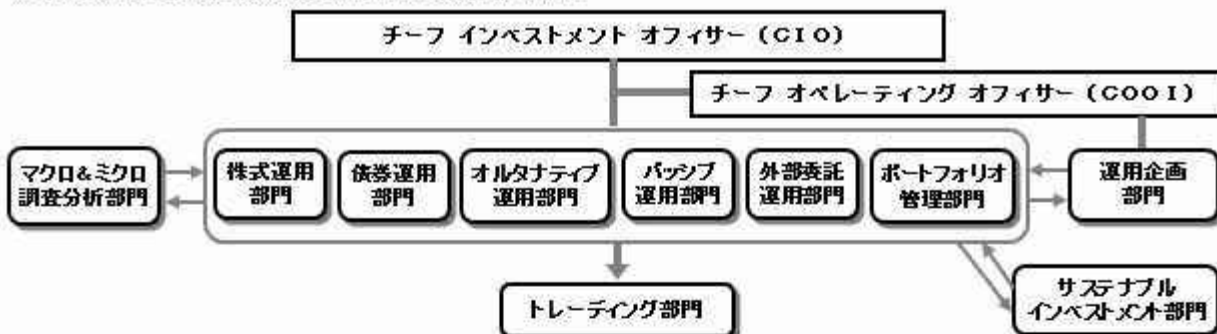 チーフ インベストメント オフィサー (CIO)
チーフ オペレーティング オフィサー (COO I)
マクロ&ミクロ
調査分析部門
株式運用
部門
債券運用
部門
オルタナティブ
運用部門
パッシブ
運用部門
外部委託
運用部門
ポートフォリオ
管理部門
運用企画
部門
トレーディング部門
サステナブル
インベストメント部門